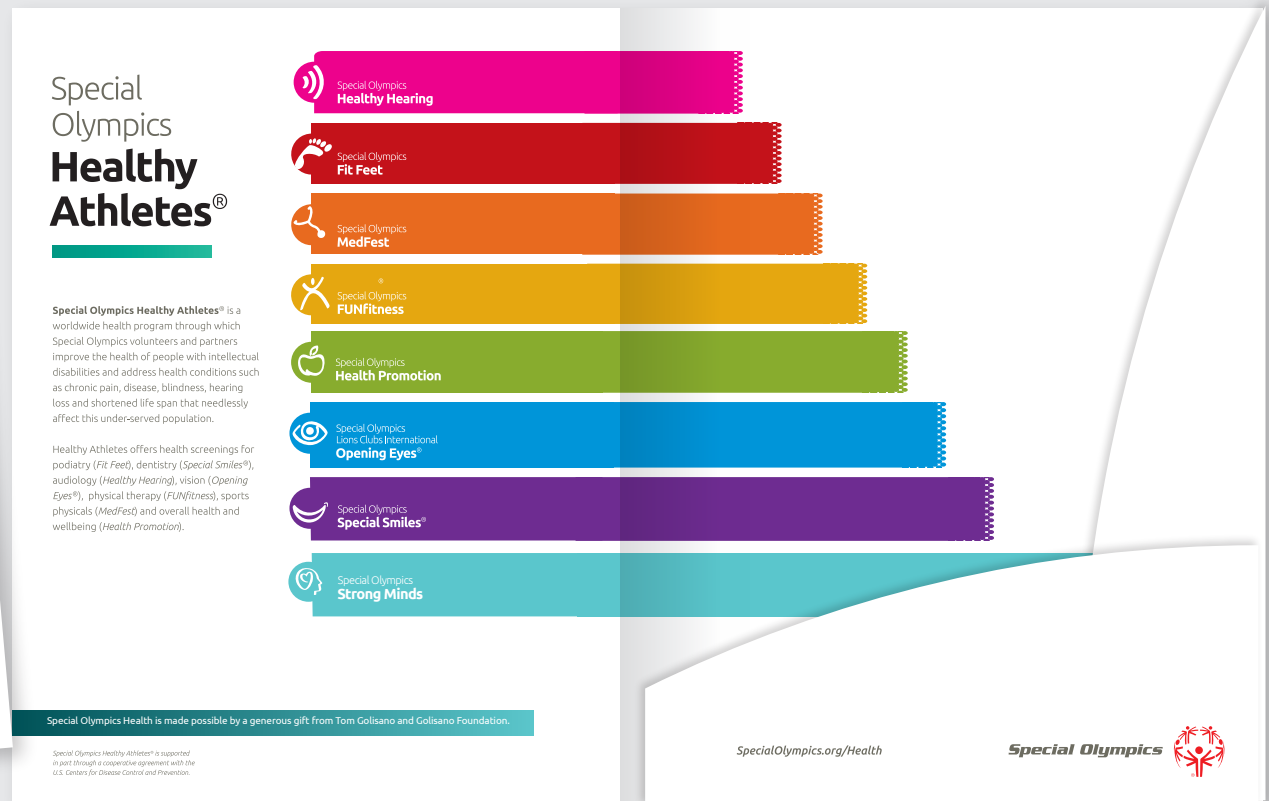 Special
Olympics
Healthy
Athletes®
Special Olympics Healthy Athletes® is a
worldwide health program through which
Special Olympics volunteers and partners
improve the health of people with intellectual
disabilities and address health conditions such
as chronic pain, disease, blindness, hearing
loss and shortened life span that needlessly
affect this under-served population.
Healthy Athletes offers health screenings for
podiatry (Fit Feet), dentistry (Special Smiles®),
audiology (Healthy Hearing), vision (Opening
Eyes®), physical therapy (FUNfitness), sports
physicals (MedFest) and overall health and
wellbeing (Health Promotion).
Special Olympics
Healthy Hearing
Special Olympics
Fit Feet
Special Olympics
MedFest
®
Special Olympics
FUNfitness
Special Olympics
Health Promotion
Special Olympics
Lions Clubs International
Opening Eyes®
Special Olympics
Special Smiles®
Special Olympics
Strong Minds
Special Olympics Health is made possible by a generous gift from Tom Golisano and Golisano Foundation.
Special Olympics Healthy Athletes® is supported
in part through a cooperative agreement with the
U.S. Centers for Disease Control and Prevention.
SpecialOlympics.org/Health
Special Olympics
®